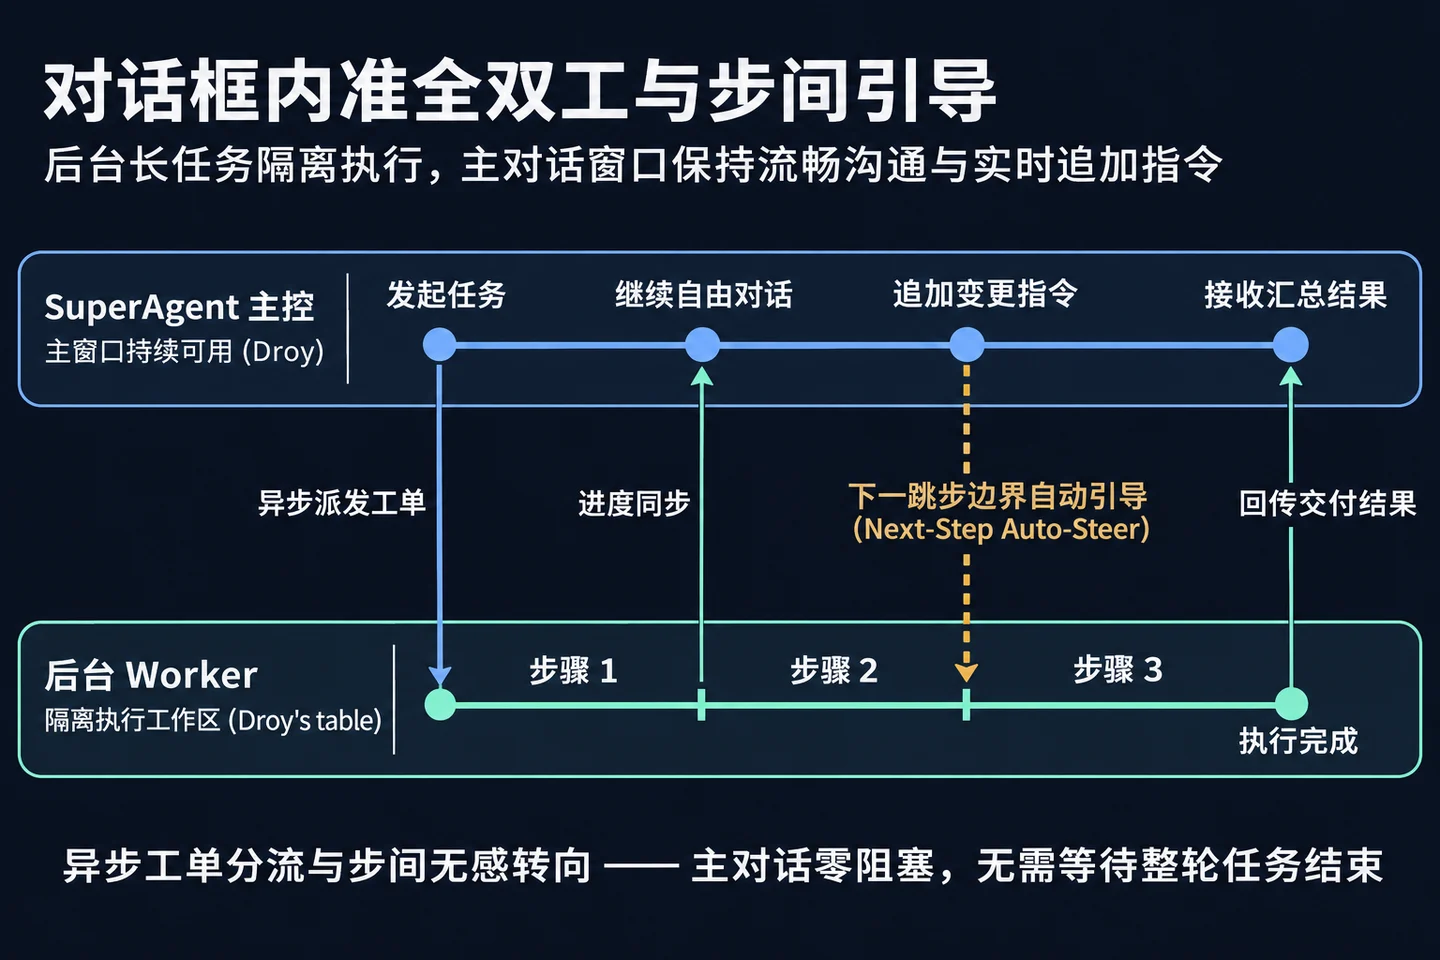 对话框内准全双工与步间引导
后台长任务隔离执行，主对话窗口保持流畅沟通与实时追加指令
SuperAgent 主控
主窗口持续可用 (Droy)
发起任务
继续自由对话
追加变更指令
接收汇总结果
异步派发工单
进度同步
下一跳步边界自动引导
(Next-Step Auto-Steer)
回传交付结果
后台 Worker
隔离执行工作区 (Droy's table)
步骤 1
步骤 2
步骤 3
执行完成
异步工单分流与步间无感转向 —— 主对话零阻塞，无需等待整轮任务结束